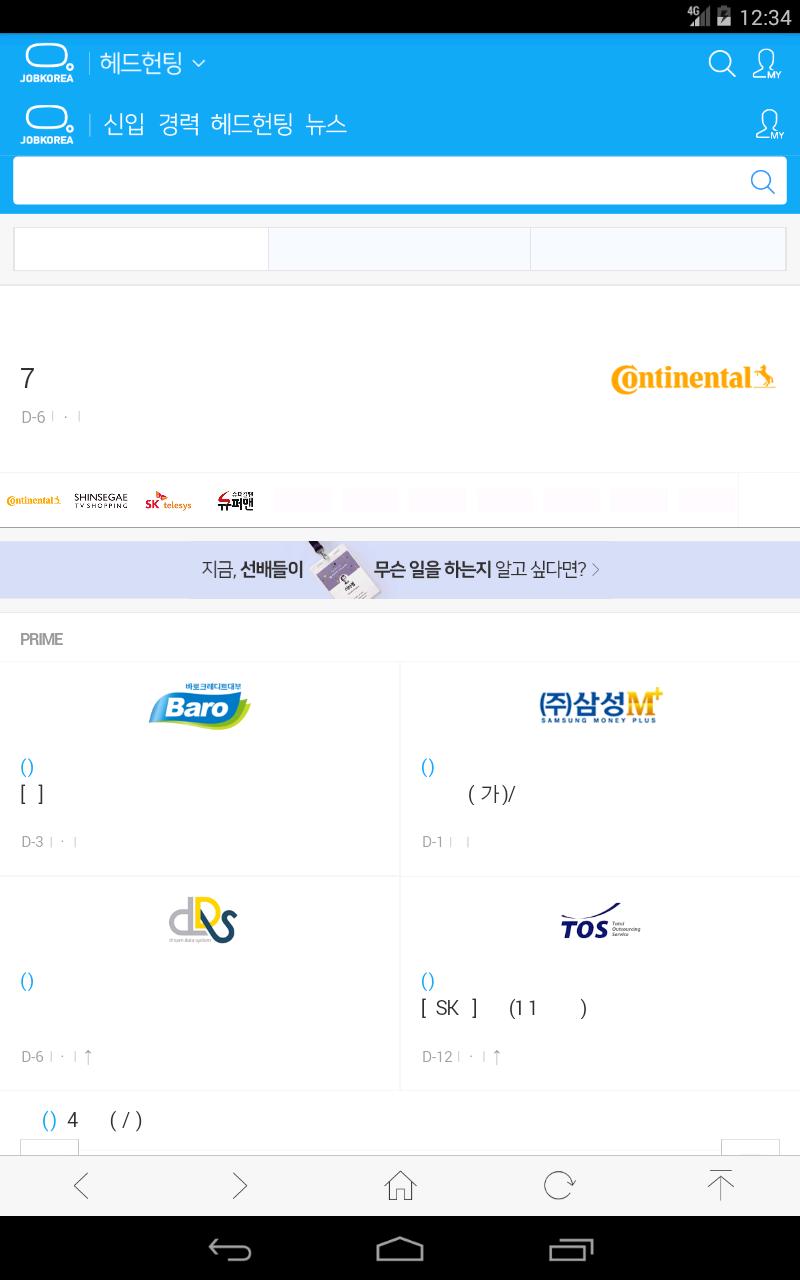 4G 12:34
JOBKOREA 헤드헌팅 MY
JOBKOREA 신입 경력 헤드헌팅 뉴스 MY
7
Continental
D-6 ·
Continental SHINSEGAE TV SHOPPING SK telesys 슈퍼맨
지금, 선배들이 무슨 일을 하는지 알고 싶다면? >
PRIME
바로크레디트대부
Baro
(주)삼성M+
SAMSUNG MONEY PLUS
()
[ ]
()
( 가)/
D-3 ·
D-1
dDs
TOS Total Outsourcing Service
()
()
[ SK ] (11 )
D-6 · ↑
D-12 · ↑
() 4 ( / )